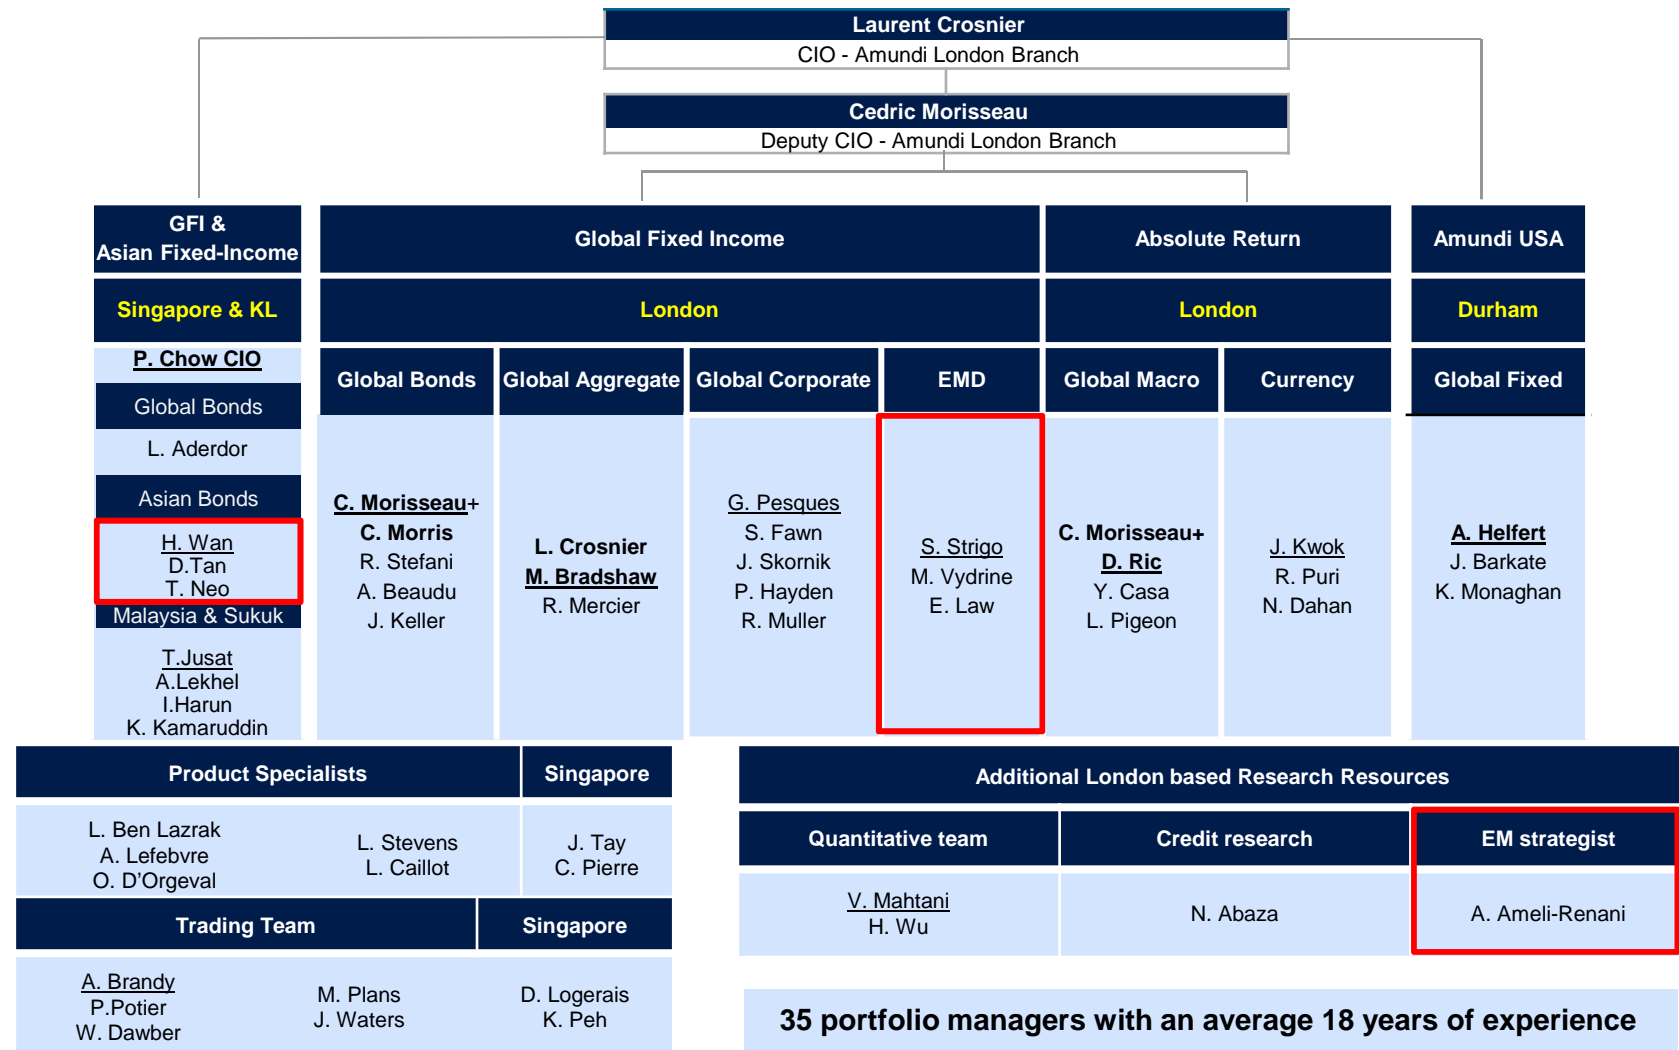 Laurent Crosnier
CIO - Amundi London Branch
Cedric Morisseau
Deputy CIO - Amundi London Branch
GFI &
Asian Fixed-Income
Singapore & KL
P. Chow CIO
Global Bonds
L. Aderdor
Asian Bonds
H. Wan
D.Tan
T. Neo
Malaysia & Sukuk
T.Jusat
A.Lekhel
I.Harun
K. Kamaruddin
Global Fixed Income
London
Global Bonds
C. Morisseau+
C. Morris
R. Stefani
A. Beaudu
J. Keller
Global Aggregate
L. Crosnier
M. Bradshaw
R. Mercier
Global Corporate
G. Pesques
S. Fawn
J. Skornik
P. Hayden
R. Muller
EMD
S. Strigo
M. Vydrine
E. Law
Absolute Return
London
Global Macro
C. Morisseau+
D. Ric
Y. Casa
L. Pigeon
Currency
J. Kwok
R. Puri
N. Dahan
Amundi USA
Durham
Global Fixed
A. Helfert
J. Barkate
K. Monaghan
Product Specialists
L. Ben Lazrak
A. Lefebvre
O. D'Orgeval
L. Stevens
L. Caillot
Singapore
J. Tay
C. Pierre
Trading Team
A. Brandy
P.Potier
W. Dawber
M. Plans
J. Waters
Singapore
D. Logerais
K. Peh
Additional London based Research Resources
Quantitative team
V. Mahtani
H. Wu
Credit research
N. Abaza
EM strategist
A. Ameli-Renani
35 portfolio managers with an average 18 years of experience